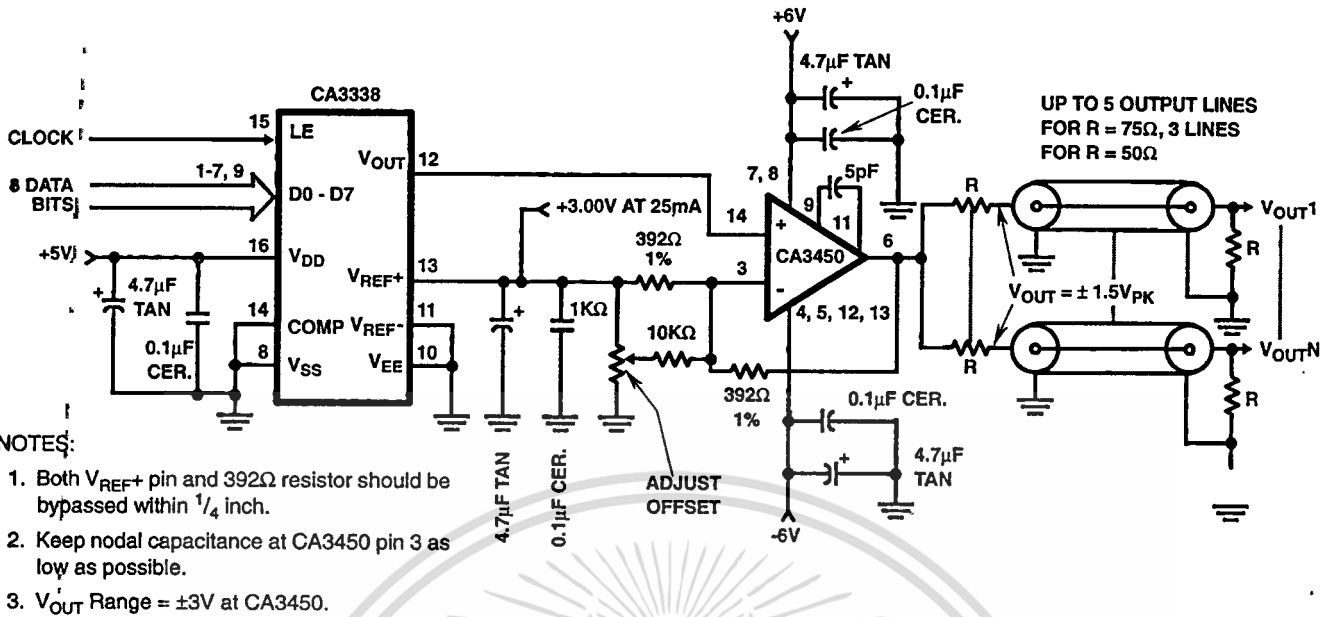 +6V
4.7µF TAN
+
0.1µF
CER.
UP TO 5 OUTPUT LINES
FOR R = 75Ω, 3 LINES
FOR R = 50Ω
CA3338
CLOCK
15
LE
8 DATA
BITS
1-7, 9
D0 - D7
VOUT
12
+5V
16
VDD
4.7µF
TAN
+
0.1µF
CER.
14
COMP
8
VSS
VREF+
13
VREF-
11
VEE
10
+3.00V AT 25mA
392Ω
1%
1KΩ
10KΩ
392Ω
1%
+
4.7µF TAN
0.1µF CER.
ADJUST
OFFSET
7, 8
5pF
9
11
14
+
CA3450
6
3
-
4, 5, 12, 13
0.1µF CER.
+
4.7µF
TAN
-6V
R
VOUT1
R
VOUT = ± 1.5VPK
R
VOUTN
R
NOTES:
1. Both VREF+ pin and 392Ω resistor should be
bypassed within 1/4 inch.
2. Keep nodal capacitance at CA3450 pin 3 as
low as possible.
3. VOUT Range = ±3V at CA3450.